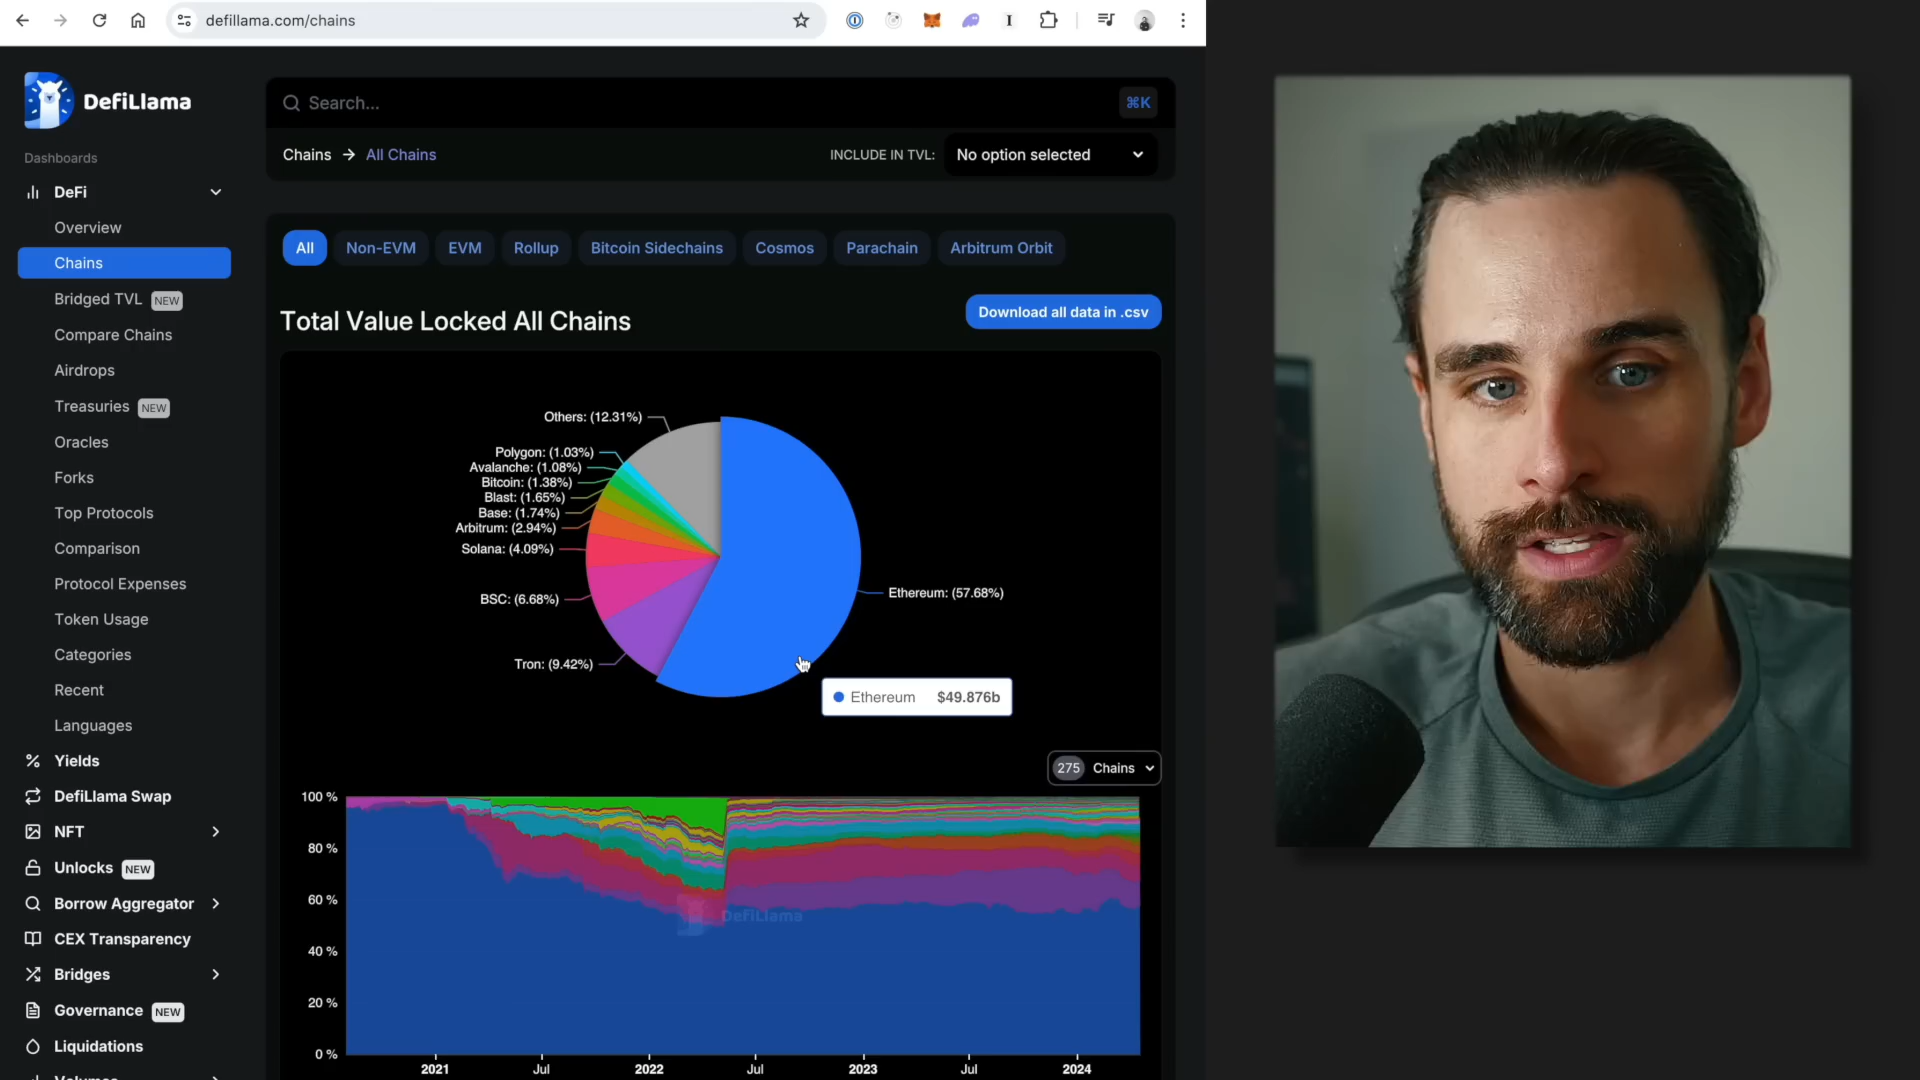 defillama.com/chains
DefiLlama
Dashboards
DeFi
Overview
Chains
Bridged TVL NEW
Compare Chains
Airdrops
Treasuries NEW
Oracles
Forks
Top Protocols
Comparison
Protocol Expenses
Token Usage
Categories
Recent
Languages
Yields
DefiLlama Swap
NFT
Unlocks NEW
Borrow Aggregator
CEX Transparency
Bridges
Governance NEW
Liquidations
Search...
⌘K
Chains → All Chains
INCLUDE IN TVL: No option selected
All Non-EVM EVM Rollup Bitcoin Sidechains Cosmos Parachain Arbitrum Orbit
Total Value Locked All Chains
Download all data in .csv
Others: (12.31%)
Polygon: (1.03%)
Avalanche: (1.08%)
Bitcoin: (1.38%)
Blast: (1.65%)
Base: (1.74%)
Arbitrum: (2.94%)
Solana: (4.09%)
BSC: (6.68%)
Tron: (9.42%)
Ethereum: (57.68%)
Ethereum $49.876b
275 Chains
100 %
80 %
60 %
40 %
20 %
0 %
DefiLlama
2021 Jul 2022 Jul 2023 Jul 2024